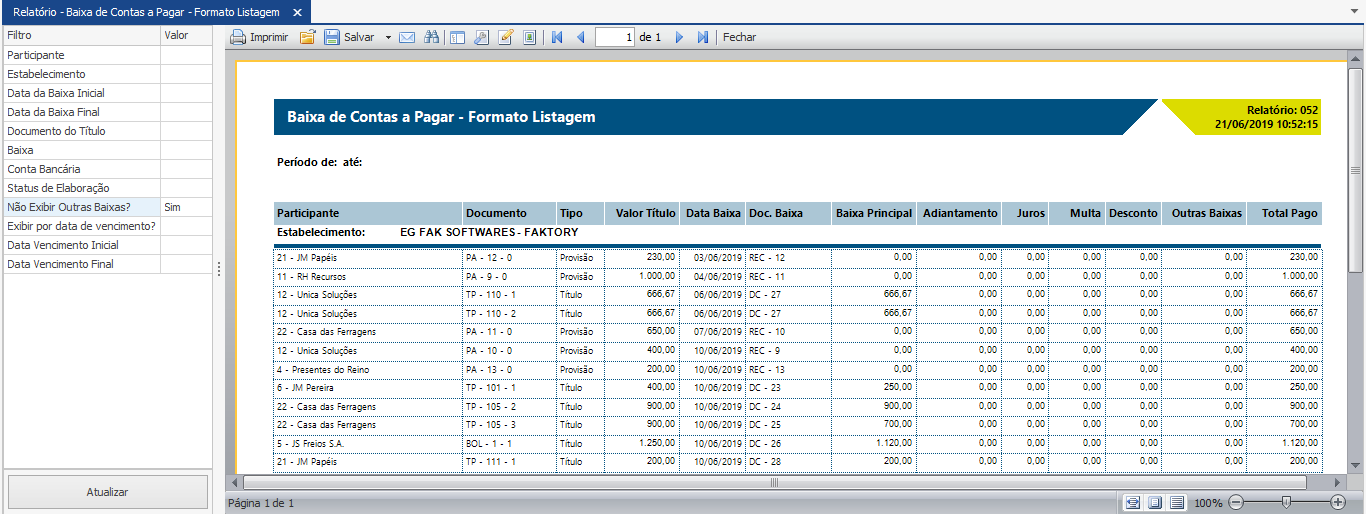 Relatório - Baixa de Contas a Pagar - Formato Listagem
Filtro Valor
Participante
Estabelecimento
Data da Baixa Inicial
Data da Baixa Final
Documento do Título
Baixa
Conta Bancária
Status de Elaboração
Não Exibir Outras Baixas? Sim
Exibir por data de vencimento?
Data Vencimento Inicial
Data Vencimento Final
Atualizar
Imprimir Salvar 1 de 1 Fechar
Baixa de Contas a Pagar - Formato Listagem
Relatório: 052
21/06/2019 10:52:15
Período de: até:
Participante Documento Tipo Valor Título Data Baixa Doc. Baixa Baixa Principal Adiantamento Juros Multa Desconto Outras Baixas Total Pago
Estabelecimento: EG FAK SOFTWARES - FAKTORY
21 - JM Papéis PA - 12 - 0 Provisão 230,00 03/06/2019 REC - 12 0,00 0,00 0,00 0,00 0,00 0,00 230,00
11 - RH Recursos PA - 9 - 0 Provisão 1.000,00 04/06/2019 REC - 11 0,00 0,00 0,00 0,00 0,00 0,00 1.000,00
12 - Unica Soluções TP - 110 - 1 Título 666,67 06/06/2019 DC - 27 666,67 0,00 0,00 0,00 0,00 0,00 666,67
12 - Unica Soluções TP - 110 - 2 Título 666,67 06/06/2019 DC - 27 666,67 0,00 0,00 0,00 0,00 0,00 666,67
22 - Casa das Ferragens PA - 11 - 0 Provisão 650,00 07/06/2019 REC - 10 0,00 0,00 0,00 0,00 0,00 0,00 650,00
12 - Unica Soluções PA - 10 - 0 Provisão 400,00 10/06/2019 REC - 9 0,00 0,00 0,00 0,00 0,00 0,00 400,00
4 - Presentes do Reino PA - 13 - 0 Provisão 200,00 10/06/2019 REC - 13 0,00 0,00 0,00 0,00 0,00 0,00 200,00
6 - JM Pereira TP - 101 - 1 Título 400,00 10/06/2019 DC - 23 250,00 0,00 0,00 0,00 0,00 0,00 250,00
22 - Casa das Ferragens TP - 105 - 2 Título 900,00 10/06/2019 DC - 24 900,00 0,00 0,00 0,00 0,00 0,00 900,00
22 - Casa das Ferragens TP - 105 - 3 Título 900,00 10/06/2019 DC - 25 700,00 0,00 0,00 0,00 0,00 0,00 700,00
5 - JS Freios S.A. BOL - 1 - 1 Título 1.250,00 10/06/2019 DC - 26 1.120,00 0,00 0,00 0,00 0,00 0,00 1.120,00
21 - JM Papéis TP - 111 - 1 Título 200,00 10/06/2019 DC - 28 200,00 0,00 0,00 0,00 0,00 0,00 200,00
Página 1 de 1 100%